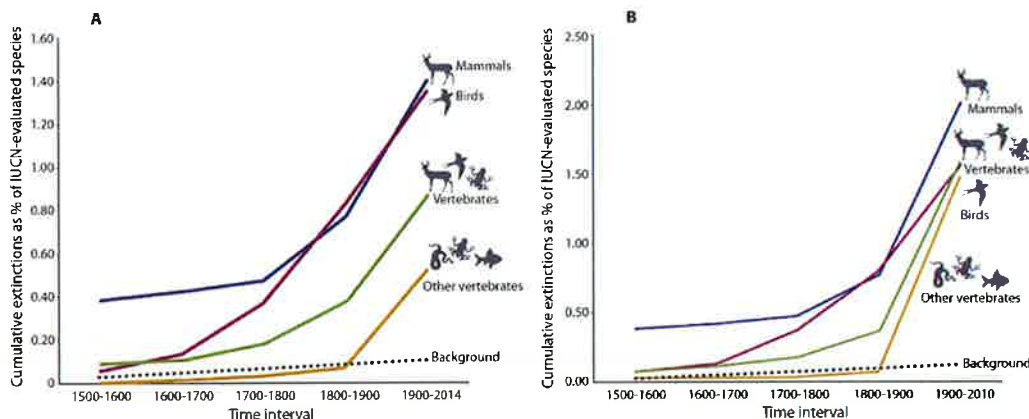 A
Cumulative extinctions as % of IUCN-evaluated species
1.60
1.40
1.20
1.00
0.80
0.60
0.40
0.20
0
Mammals
Birds
Vertebrates
Other vertebrates
Background
1500-1600
1600-1700
1700-1800
1800-1900
1900-2014
Time interval
B
Cumulative extinctions as % of IUCN-evaluated species
2.50
2.00
1.50
1.00
0.50
0.00
Mammals
Vertebrates
Birds
Other vertebrates
Background
1500-1600
1600-1700
1700-1800
1800-1900
1900-2010
Time interval